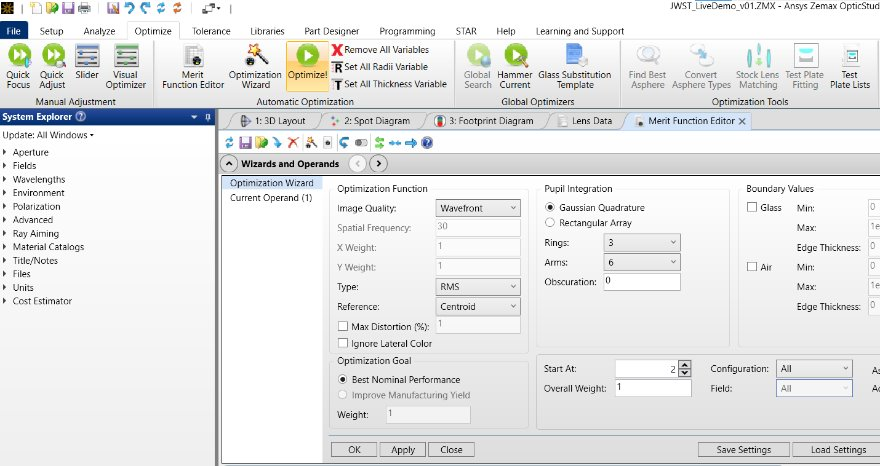 JWST_LiveDemo_v01.ZMX - Ansys Zemax OpticStud
File Setup Analyze Optimize Tolerance Libraries Part Designer Programming STAR Help Learning and Support
Quick Focus
Quick Adjust
Slider
Visual Optimizer
Manual Adjustment
Merit Function Editor
Optimization Wizard
Optimize!
Remove All Variables
Set All Radii Variable
Set All Thickness Variable
Automatic Optimization
Global Search
Hammer Current
Glass Substitution Template
Global Optimizers
Find Best Asphere
Convert Asphere Types
Stock Lens Matching
Test Plate Fitting
Test Plate Lists
Optimization Tools
System Explorer
Update: All Windows
Aperture
Fields
Wavelengths
Environment
Polarization
Advanced
Ray Aiming
Material Catalogs
Title/Notes
Files
Units
Cost Estimator
1: 3D Layout 2: Spot Diagram 3: Footprint Diagram Lens Data Merit Function Editor
Wizards and Operands
Optimization Wizard
Current Operand (1)
Optimization Function
Image Quality: Wavefront
Spatial Frequency: 30
X Weight: 1
Y Weight: 1
Type: RMS
Reference: Centroid
Max Distortion (%): 1
Ignore Lateral Color
Optimization Goal
Best Nominal Performance
Improve Manufacturing Yield
Weight: 1
Pupil Integration
Gaussian Quadrature
Rectangular Array
Rings: 3
Arms: 6
Obscuration: 0
Boundary Values
Glass Min: 0
Max: 1e
Edge Thickness: 0
Air Min: 0
Max: 1e
Edge Thickness: 0
Start At: 2 Configuration: All As
Overall Weight: 1 Field: All Ad
OK Apply Close Save Settings Load Settings